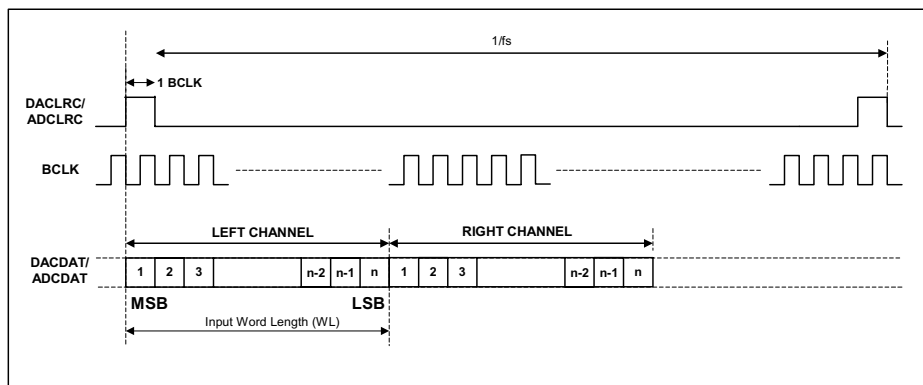 1/fs
1 BCLK
DACLRC/
ADCLRC
BCLK
LEFT CHANNEL RIGHT CHANNEL
DACDAT/
ADCDAT
1 2 3 n-2 n-1 n 1 2 3 n-2 n-1 n
MSB LSB
Input Word Length (WL)